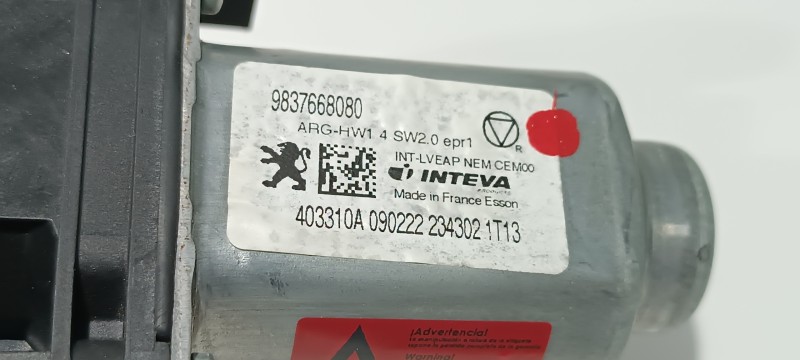 9837668080
ARG-HW1 4 SW2.0 epr1
R
INT-LVEAP NEM CEM00
INTEVA
PRODUCTS
Made in France Esson
403310A 090222 234302 1T13
¡Advertencia!
Warning